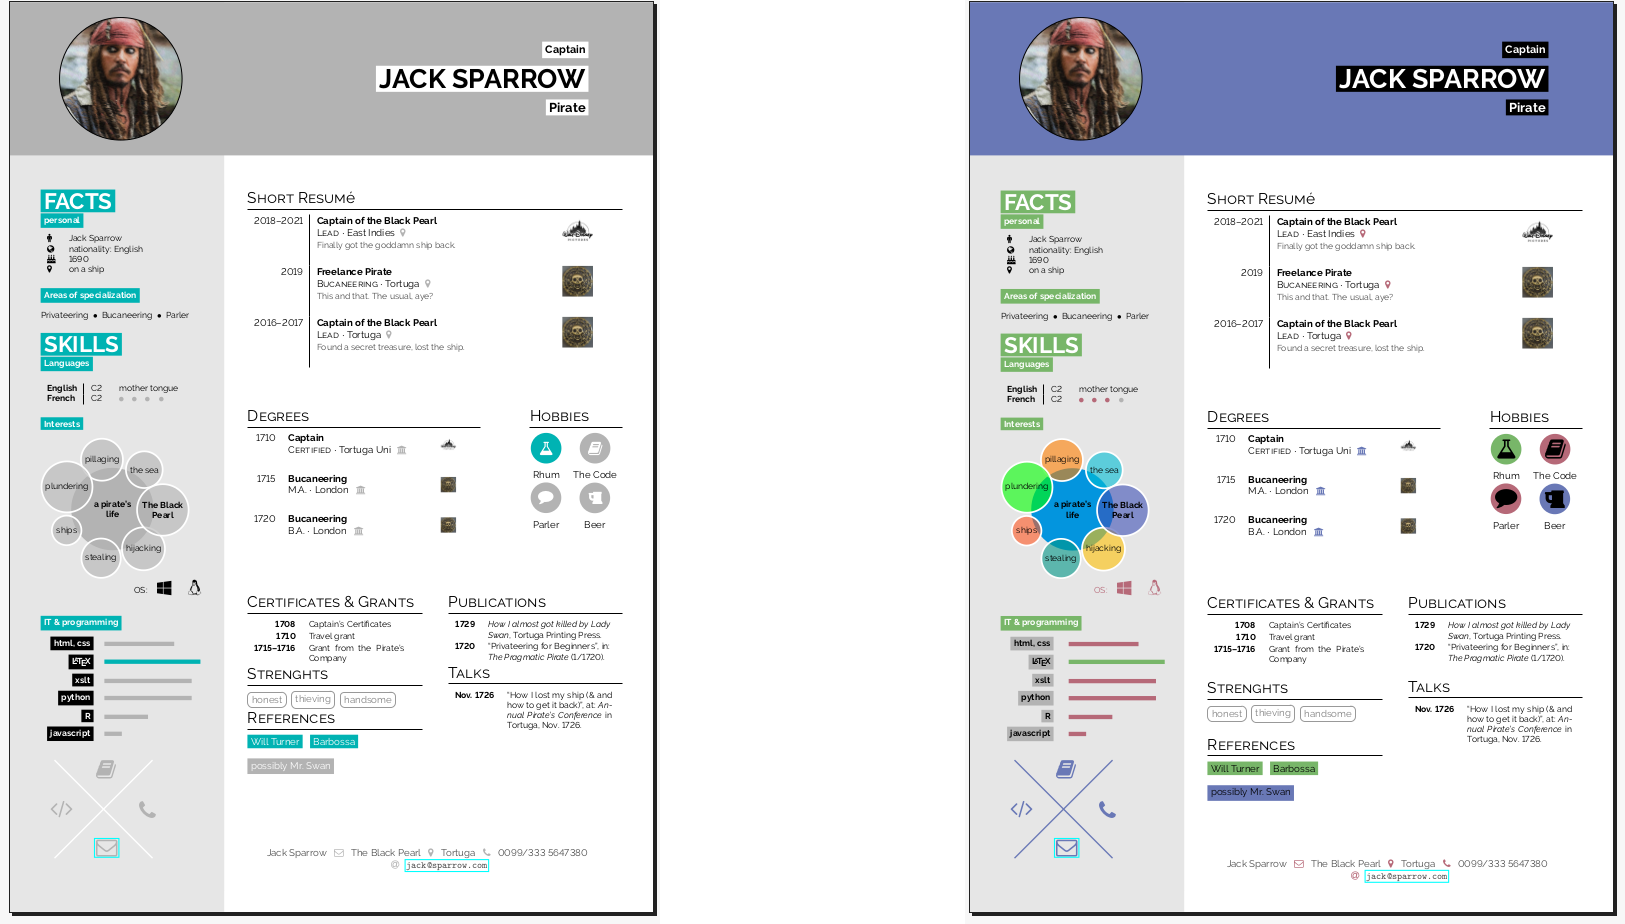 Captain
JACK SPARROW
Pirate
FACTS
personal
Jack Sparrow
nationality: English
1690
on a ship
Areas of specialization
Privateering • Bucaneering • Parler
SKILLS
Languages
English C2 mother tongue
French C2
Interests
pillaging
the sea
plundering
a pirate's
life
The Black
Pearl
ships
hijacking
stealing
OS:
IT & programming
html, css
LATEX
xslt
python
R
javascript
Short Resumé
2018–2021 Captain of the Black Pearl
Lead · East Indies
Finally got the goddamn ship back.
2019 Freelance Pirate
Bucaneering · Tortuga
This and that. The usual, aye?
2016–2017 Captain of the Black Pearl
Lead · Tortuga
Found a secret treasure, lost the ship.
Degrees
1710 Captain
Certified · Tortuga Uni
1715 Bucaneering
M.A. · London
1720 Bucaneering
B.A. · London
Hobbies
Rhum The Code
Parler Beer
Certificates & Grants
1708 Captain's Certificates
1710 Travel grant
1715–1716 Grant from the Pirate's
Company
Strenghts
honest thieving handsome
References
Will Turner Barbossa
possibly Mr. Swan
Publications
1729 How I almost got killed by Lady
Swan, Tortuga Printing Press.
1720 "Privateering for Beginners", in:
The Pragmatic Pirate (1/1720).
Talks
Nov. 1726 "How I lost my ship (& and
how to get it back)", at: An-
nual Pirate's Conference in
Tortuga, Nov. 1726.
Jack Sparrow The Black Pearl Tortuga 0099/333 5647380
@ jack@sparrow.com
Captain
JACK SPARROW
Pirate
FACTS
personal
Jack Sparrow
nationality: English
1690
on a ship
Areas of specialization
Privateering • Bucaneering • Parler
SKILLS
Languages
English C2 mother tongue
French C2
Interests
pillaging
the sea
plundering
a pirate's
life
The Black
Pearl
ships
hijacking
stealing
OS:
IT & programming
html, css
LATEX
xslt
python
R
javascript
Short Resumé
2018–2021 Captain of the Black Pearl
Lead · East Indies
Finally got the goddamn ship back.
2019 Freelance Pirate
Bucaneering · Tortuga
This and that. The usual, aye?
2016–2017 Captain of the Black Pearl
Lead · Tortuga
Found a secret treasure, lost the ship.
Degrees
1710 Captain
Certified · Tortuga Uni
1715 Bucaneering
M.A. · London
1720 Bucaneering
B.A. · London
Hobbies
Rhum The Code
Parler Beer
Certificates & Grants
1708 Captain's Certificates
1710 Travel grant
1715–1716 Grant from the Pirate's
Company
Strenghts
honest thieving handsome
References
Will Turner Barbossa
possibly Mr. Swan
Publications
1729 How I almost got killed by Lady
Swan, Tortuga Printing Press.
1720 "Privateering for Beginners", in:
The Pragmatic Pirate (1/1720).
Talks
Nov. 1726 "How I lost my ship (& and
how to get it back)", at: An-
nual Pirate's Conference in
Tortuga, Nov. 1726.
Jack Sparrow The Black Pearl Tortuga 0099/333 5647380
@ jack@sparrow.com